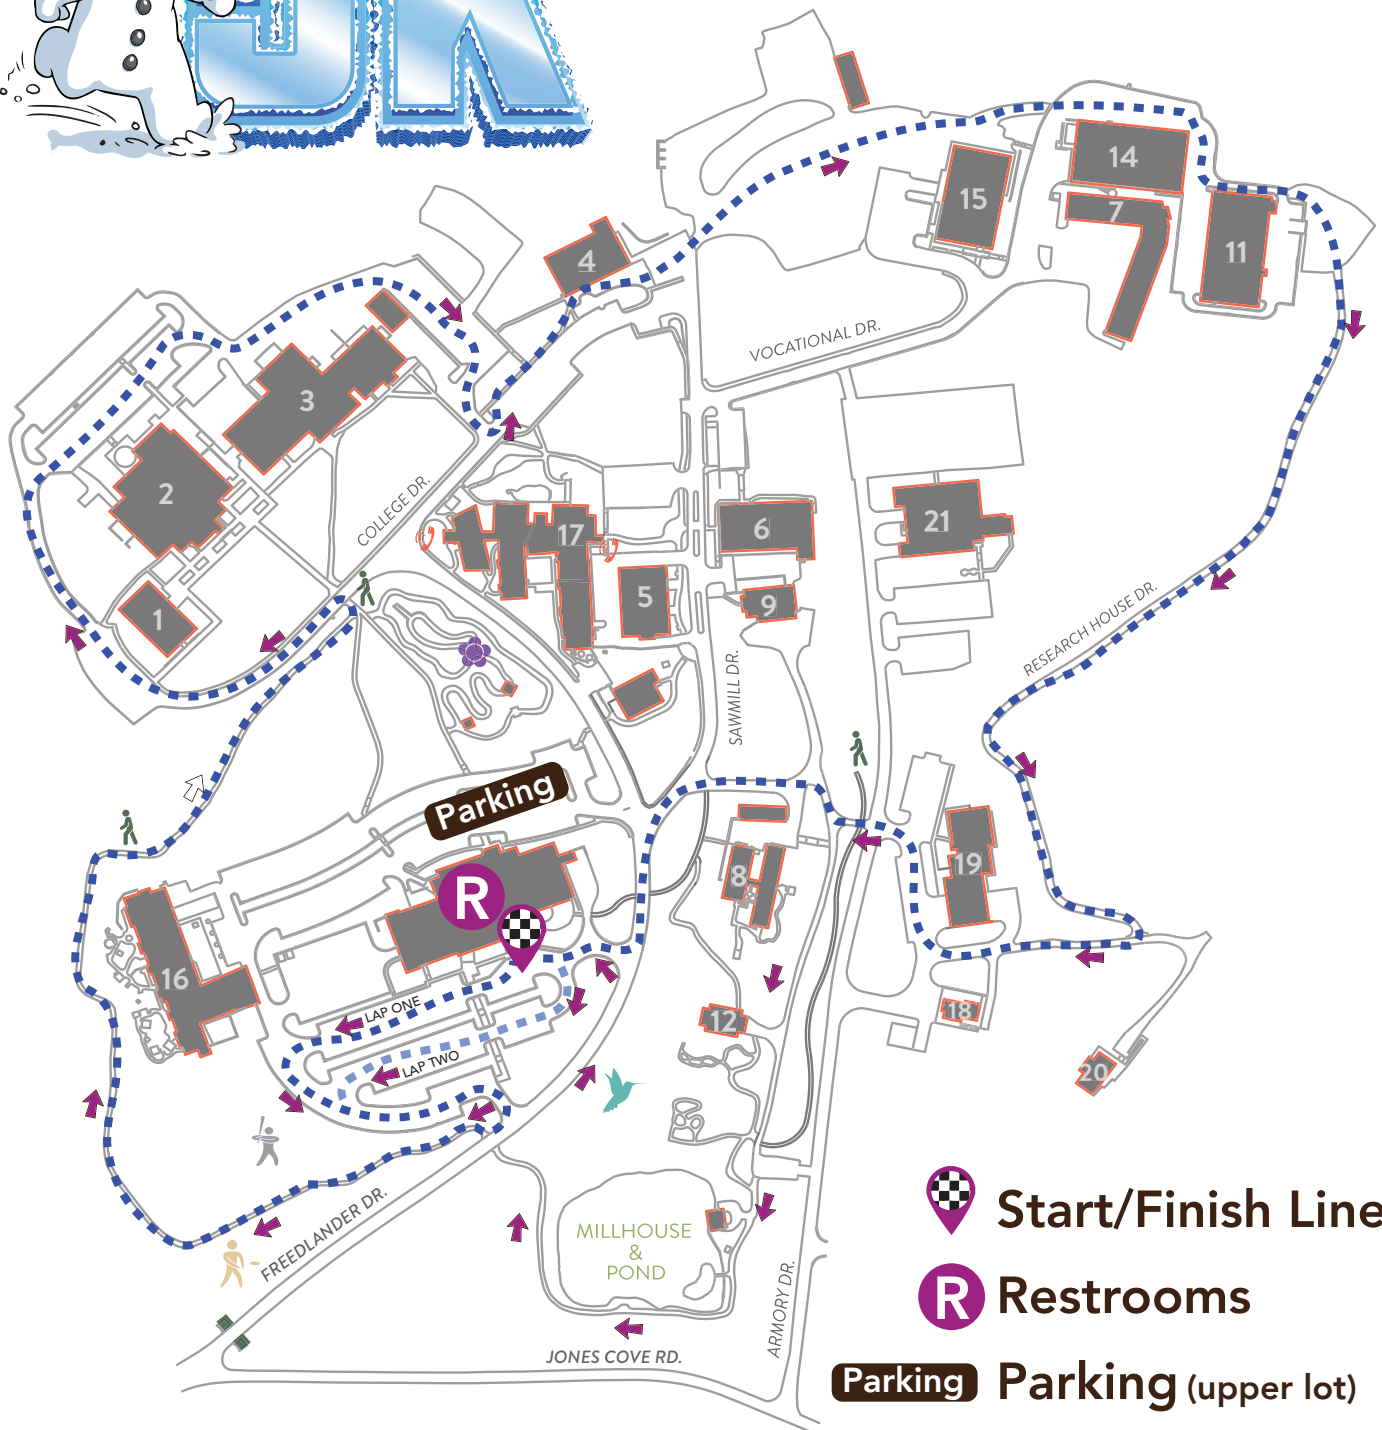 5K
14
15
7
11
4
VOCATIONAL DR.
3
2
COLLEGE DR.
17
6
21
5
9
1
RESEARCH HOUSE DR.
SAWMILL DR.
Parking
R
8
19
16
LAP ONE
LAP TWO
12
18
20
FREEDLANDER DR.
MILLHOUSE
&
POND
ARMORY DR.
JONES COVE RD.
Start/Finish Line
R Restrooms
Parking Parking (upper lot)